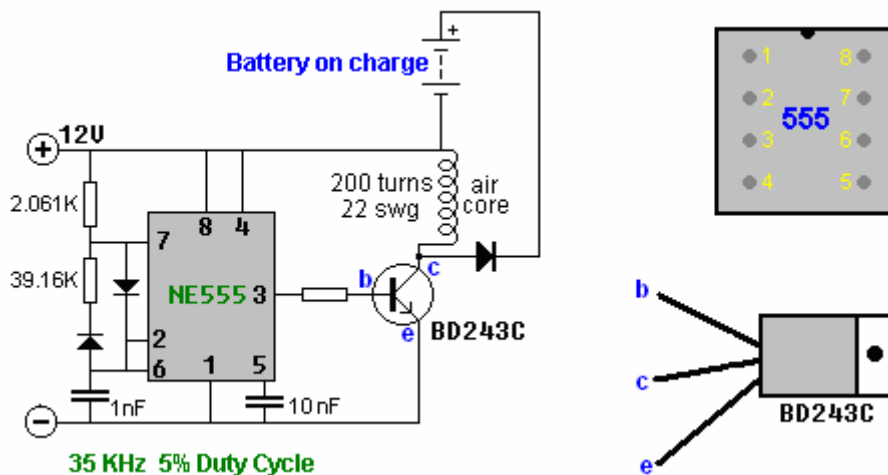 +
Battery on charge
12V
2.061K
39.16K
200 turns
22 swg
air
core
8 4
7
NE555 3
2
6
1 5
b
c
e
BD243C
1nF
10nF
35 KHz 5% Duty Cycle
1 8
2 7
555
3 6
4 5
b
c
e
BD243C